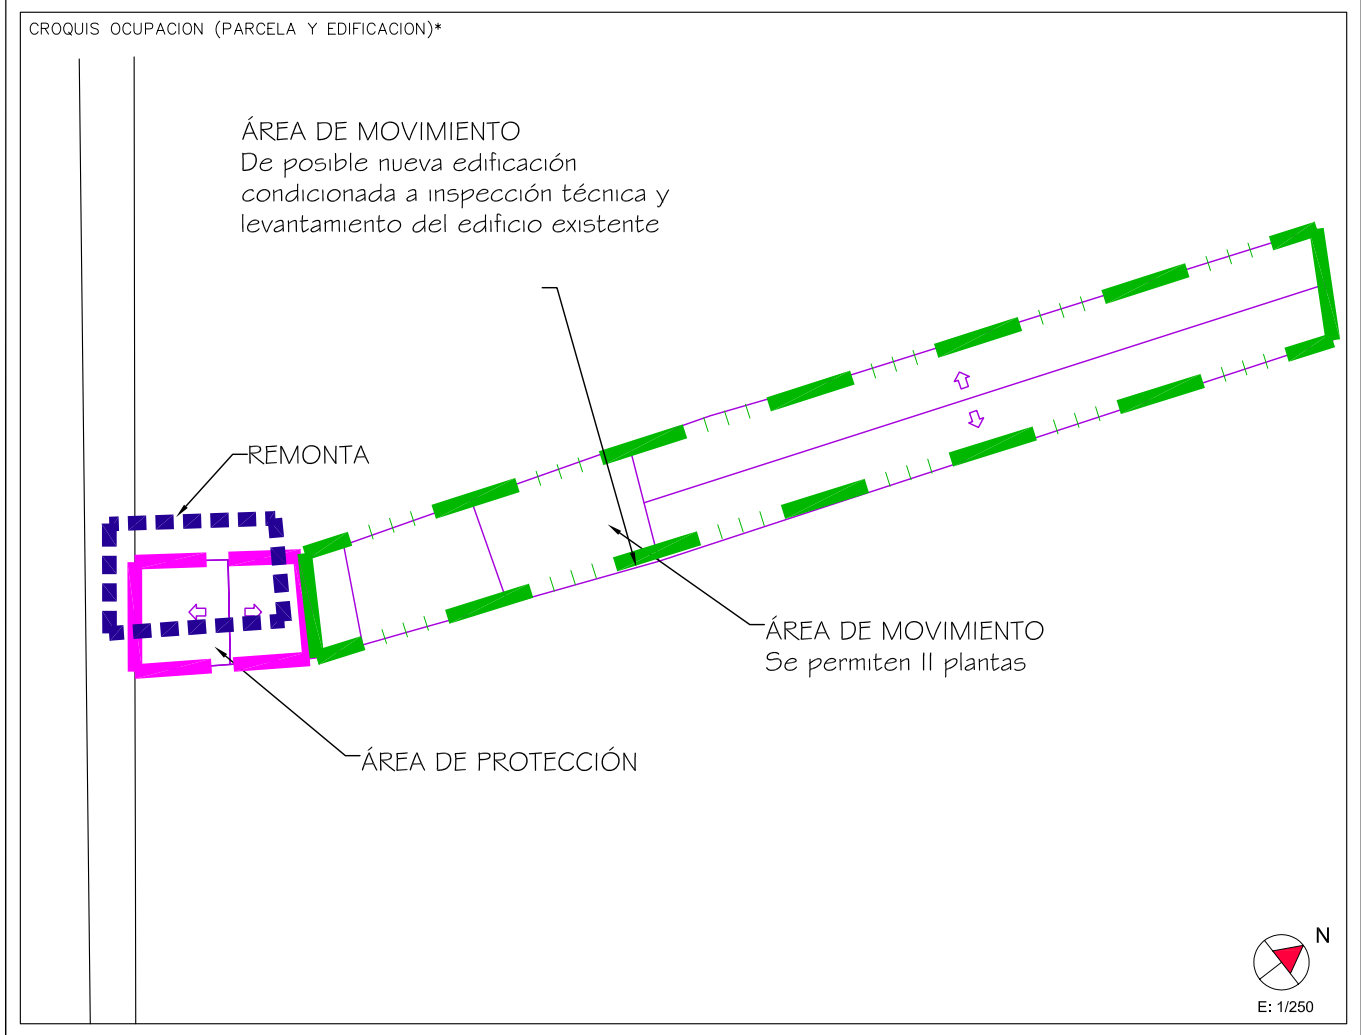 CROQUIS OCUPACION (PARCELA Y EDIFICACION)*
ÁREA DE MOVIMIENTO
De posible nueva edificación
condicionada a inspección técnica y
levantamiento del edificio existente
REMONTA
ÁREA DE MOVIMIENTO
Se permiten II plantas
ÁREA DE PROTECCIÓN
N
E: 1/250